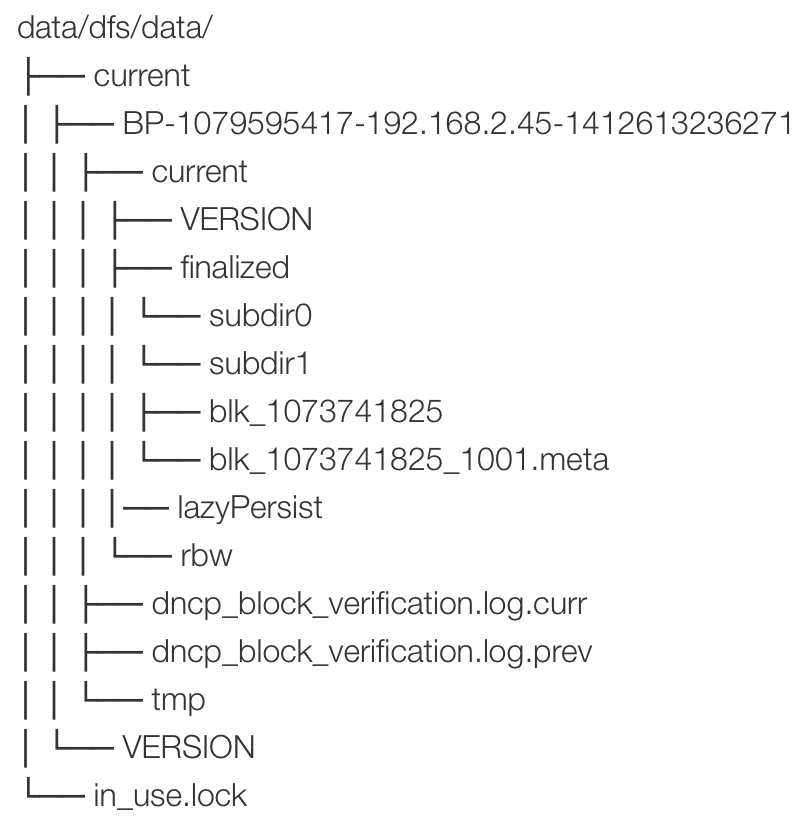 data/dfs/data/
├── current
│ ├── BP-1079595417-192.168.2.45-1412613236271
│ │ ├── current
│ │ │ ├── VERSION
│ │ │ ├── finalized
│ │ │ │ └── subdir0
│ │ │ │ └── subdir1
│ │ │ │ ├── blk_1073741825
│ │ │ │ └── blk_1073741825_1001.meta
│ │ │ │── lazyPersist
│ │ │ └── rbw
│ │ ├── dncp_block_verification.log.curr
│ │ ├── dncp_block_verification.log.prev
│ │ └── tmp
│ └── VERSION
└── in_use.lock